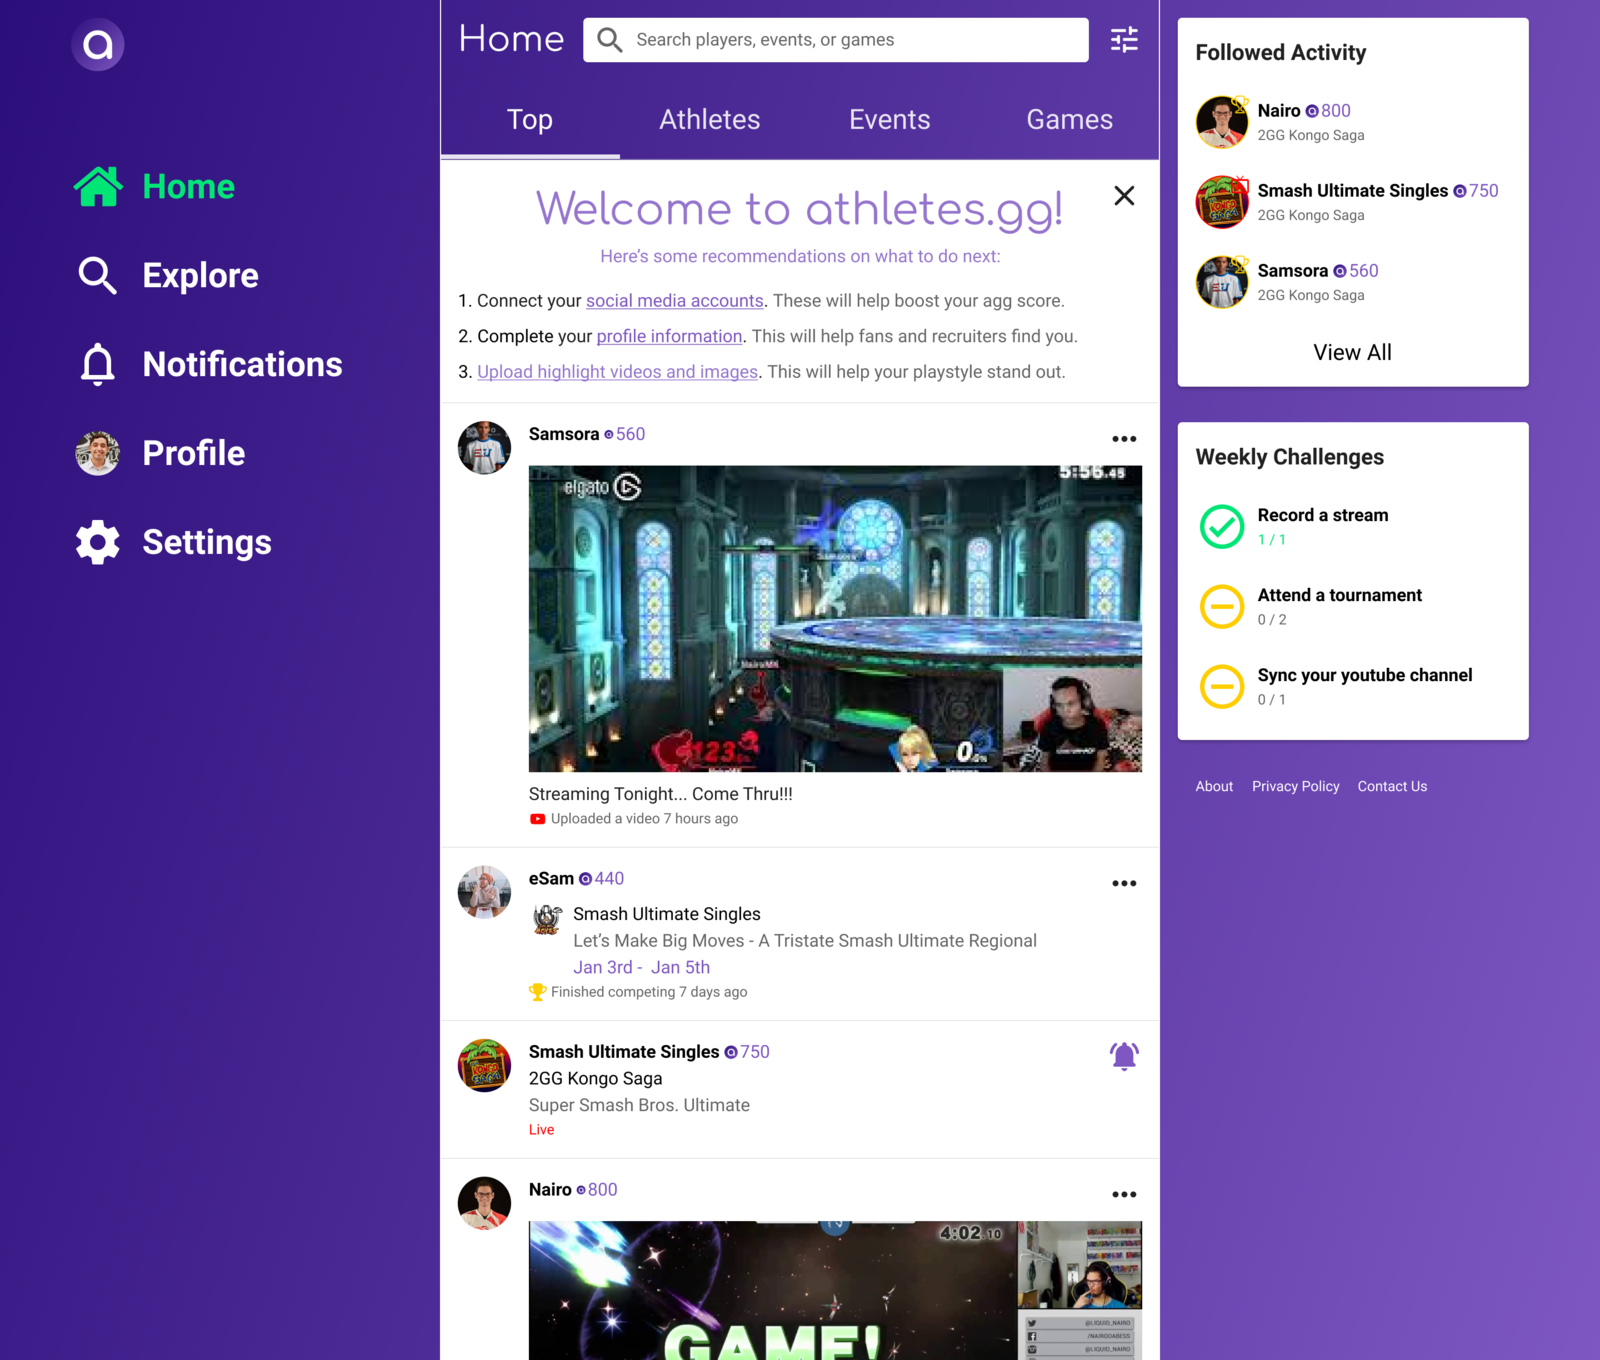 a
Home
Explore
Notifications
Profile
Settings
Home
Search players, events, or games
Top
Athletes
Events
Games
Welcome to athletes.gg!
Here's some recommendations on what to do next:
1. Connect your social media accounts. These will help boost your agg score.
2. Complete your profile information. This will help fans and recruiters find you.
3. Upload highlight videos and images. This will help your playstyle stand out.
Samsora a 560
elgato
5:56.45
123
0
Streaming Tonight... Come Thru!!!
Uploaded a video 7 hours ago
eSam a 440
Smash Ultimate Singles
Let's Make Big Moves - A Tristate Smash Ultimate Regional
Jan 3rd - Jan 5th
Finished competing 7 days ago
Smash Ultimate Singles a 750
2GG Kongo Saga
Super Smash Bros. Ultimate
Live
Nairo a 800
4:02.10
GAME!
@LIQUID_NAIRO
/NAIROOABESS
@LIQUID_NAIRO
Followed Activity
Nairo a 800
2GG Kongo Saga
Smash Ultimate Singles a 750
2GG Kongo Saga
Samsora a 560
2GG Kongo Saga
View All
Weekly Challenges
Record a stream
1 / 1
Attend a tournament
0 / 2
Sync your youtube channel
0 / 1
About
Privacy Policy
Contact Us